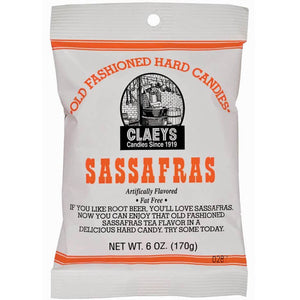 OLD FASHIONED HARD CANDIES
CLAEYS
Candies Since 1919
SASSAFRAS
Artificially Flavored
• Fat Free •
IF YOU LIKE ROOT BEER, YOU'LL LOVE SASSAFRAS.
NOW YOU CAN ENJOY THAT OLD FASHIONED
SASSAFRAS TEA FLAVOR IN A
DELICIOUS HARD CANDY. TRY SOME TODAY.
NET WT. 6 OZ. (170g)